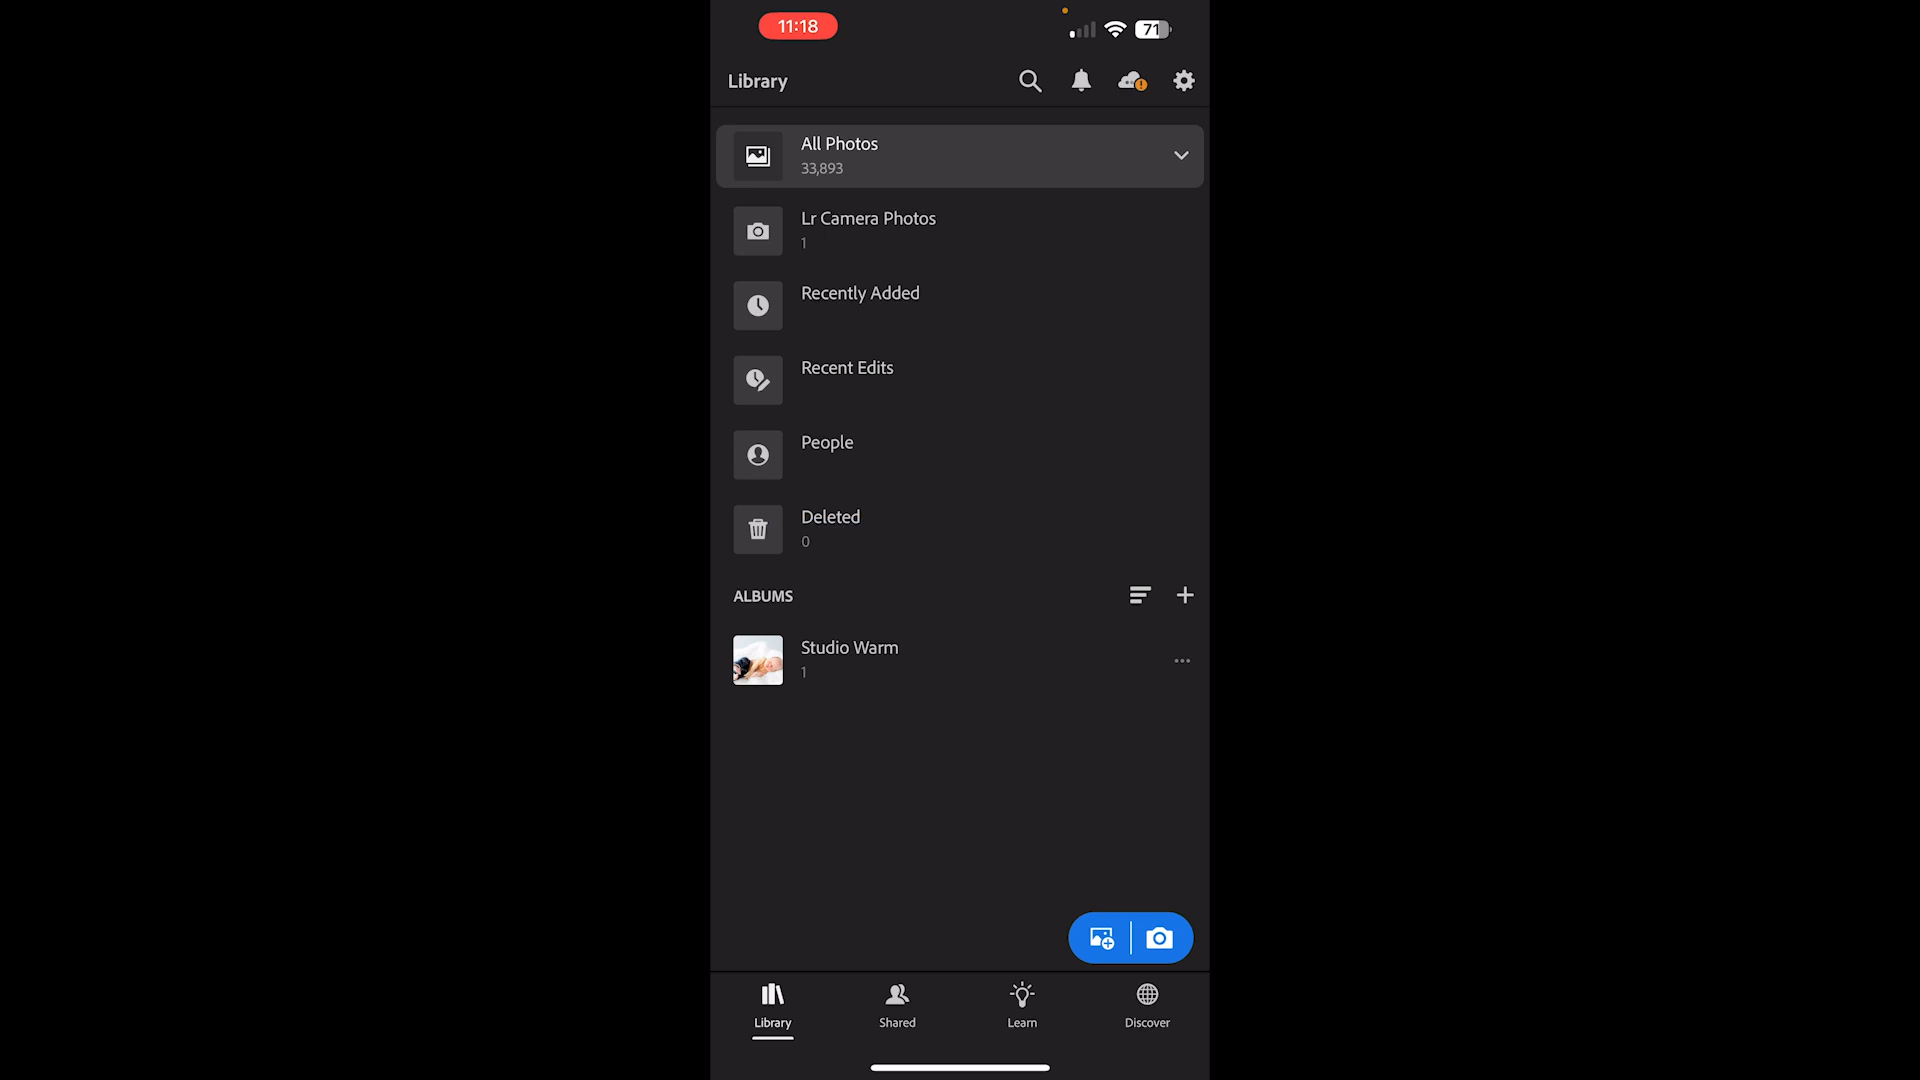 11:18
71
Library
All Photos
33,893
Lr Camera Photos
1
Recently Added
Recent Edits
People
Deleted
0
ALBUMS
Studio Warm
1
Library
Shared
Learn
Discover